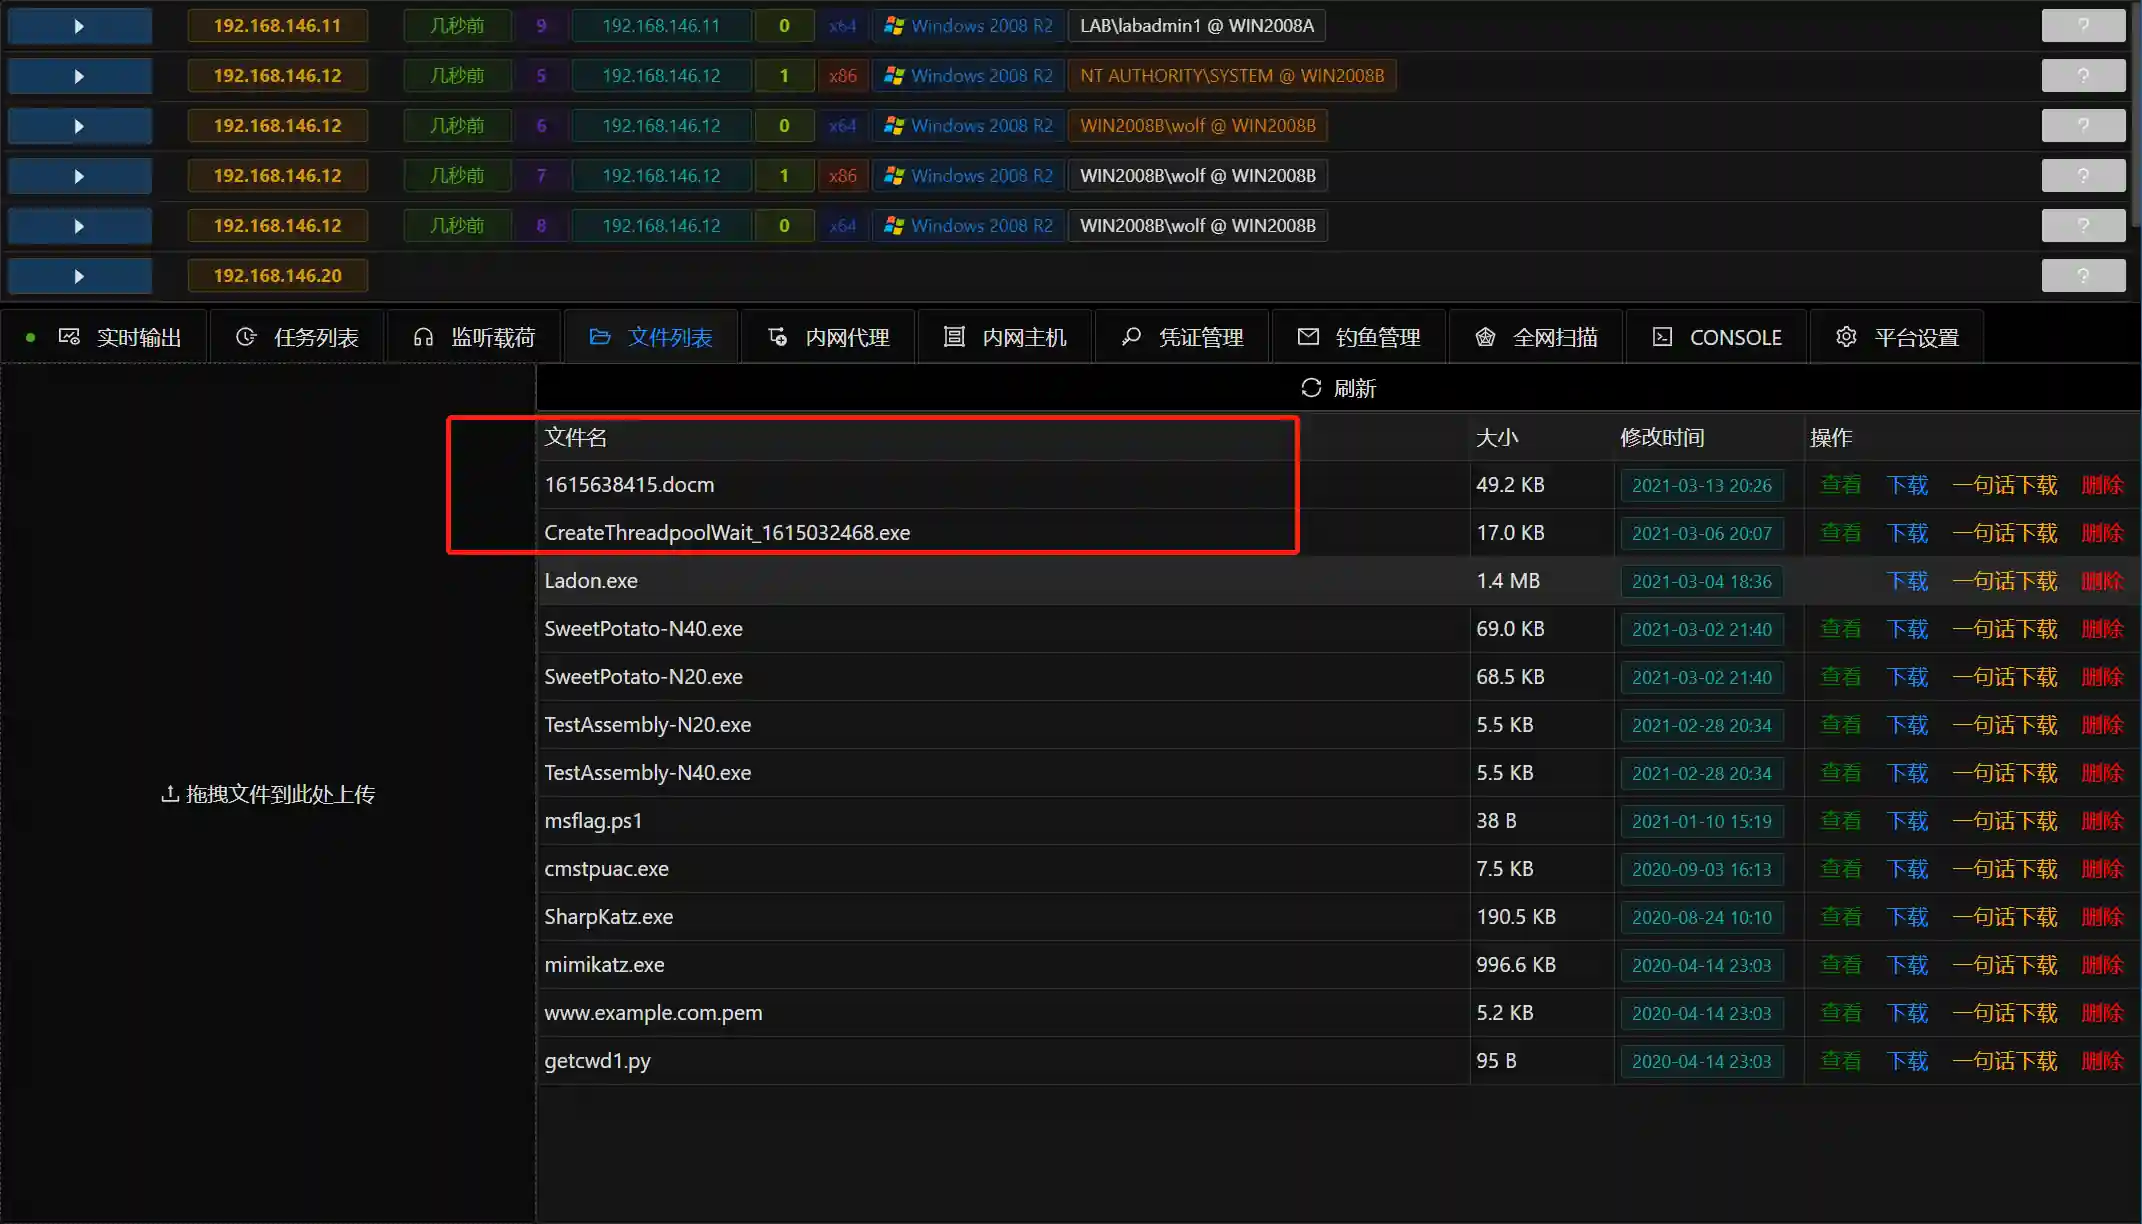 192.168.146.11 几秒前 9 192.168.146.11 0 x64 Windows 2008 R2 LAB\labadmin1 @ WIN2008A ?
192.168.146.12 几秒前 5 192.168.146.12 1 x86 Windows 2008 R2 NT AUTHORITY\SYSTEM @ WIN2008B ?
192.168.146.12 几秒前 6 192.168.146.12 0 x64 Windows 2008 R2 WIN2008B\wolf @ WIN2008B ?
192.168.146.12 几秒前 7 192.168.146.12 1 x86 Windows 2008 R2 WIN2008B\wolf @ WIN2008B ?
192.168.146.12 几秒前 8 192.168.146.12 0 x64 Windows 2008 R2 WIN2008B\wolf @ WIN2008B ?
192.168.146.20 ?
实时输出 任务列表 监听载荷 文件列表 内网代理 内网主机 凭证管理 钓鱼管理 全网扫描 CONSOLE 平台设置
刷新
文件名 大小 修改时间 操作
1615638415.docm 49.2 KB 2021-03-13 20:26 查看 下载 一句话下载 删除
CreateThreadpoolWait_1615032468.exe 17.0 KB 2021-03-06 20:07 查看 下载 一句话下载 删除
Ladon.exe 1.4 MB 2021-03-04 18:36 下载 一句话下载 删除
SweetPotato-N40.exe 69.0 KB 2021-03-02 21:40 查看 下载 一句话下载 删除
SweetPotato-N20.exe 68.5 KB 2021-03-02 21:40 查看 下载 一句话下载 删除
TestAssembly-N20.exe 5.5 KB 2021-02-28 20:34 查看 下载 一句话下载 删除
TestAssembly-N40.exe 5.5 KB 2021-02-28 20:34 查看 下载 一句话下载 删除
拖拽文件到此处上传
msflag.ps1 38 B 2021-01-10 15:19 查看 下载 一句话下载 删除
cmstpuac.exe 7.5 KB 2020-09-03 16:13 查看 下载 一句话下载 删除
SharpKatz.exe 190.5 KB 2020-08-24 10:10 查看 下载 一句话下载 删除
mimikatz.exe 996.6 KB 2020-04-14 23:03 查看 下载 一句话下载 删除
www.example.com.pem 5.2 KB 2020-04-14 23:03 查看 下载 一句话下载 删除
getcwd1.py 95 B 2020-04-14 23:03 查看 下载 一句话下载 删除